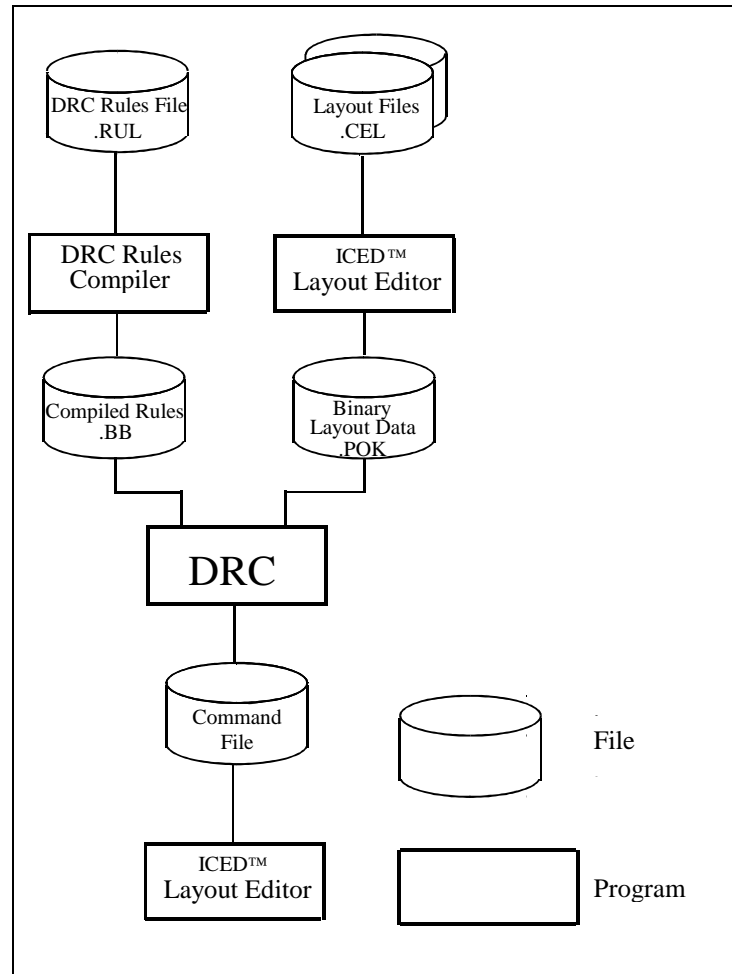 DRC Rules File
.RUL
Layout Files
.CEL
DRC Rules
Compiler
ICED™
Layout Editor
Compiled Rules
.BB
Binary
Layout Data
.POK
DRC
Command
File
File
ICED™
Layout Editor
Program